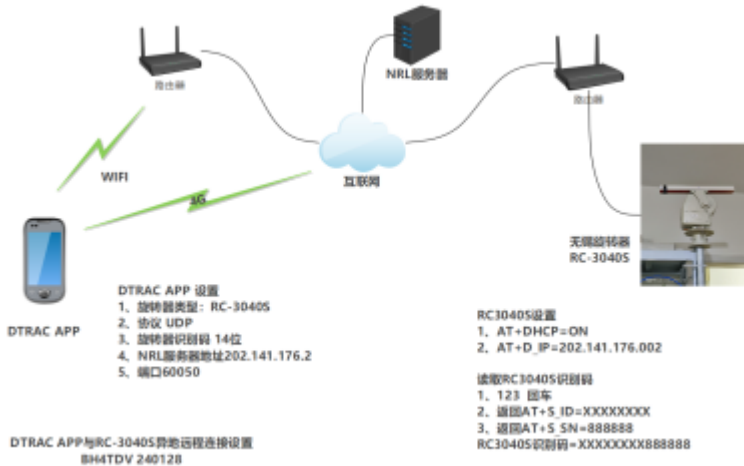 路由器
NRL服务器
路由器
互联网
WIFI
4G
无锡旋转器
RC-3040S
DTRAC APP
DTRAC APP 设置
1、旋转器类型：RC-3040S
2、协议 UDP
3、旋转器识别码 14位
4、NRL服务器地址202.141.176.2
5、端口60050
RC3040S设置
1、AT+DHCP=ON
2、AT+D_IP=202.141.176.002
读取RC3040S识别码
1、123 回车
2、返回AT+S_ID=XXXXXXXX
3、返回AT+S_SN=888888
RC3040S识别码=XXXXXXXX888888
DTRAC APP与RC-3040S异地远程连接设置
BH4TDV 240128